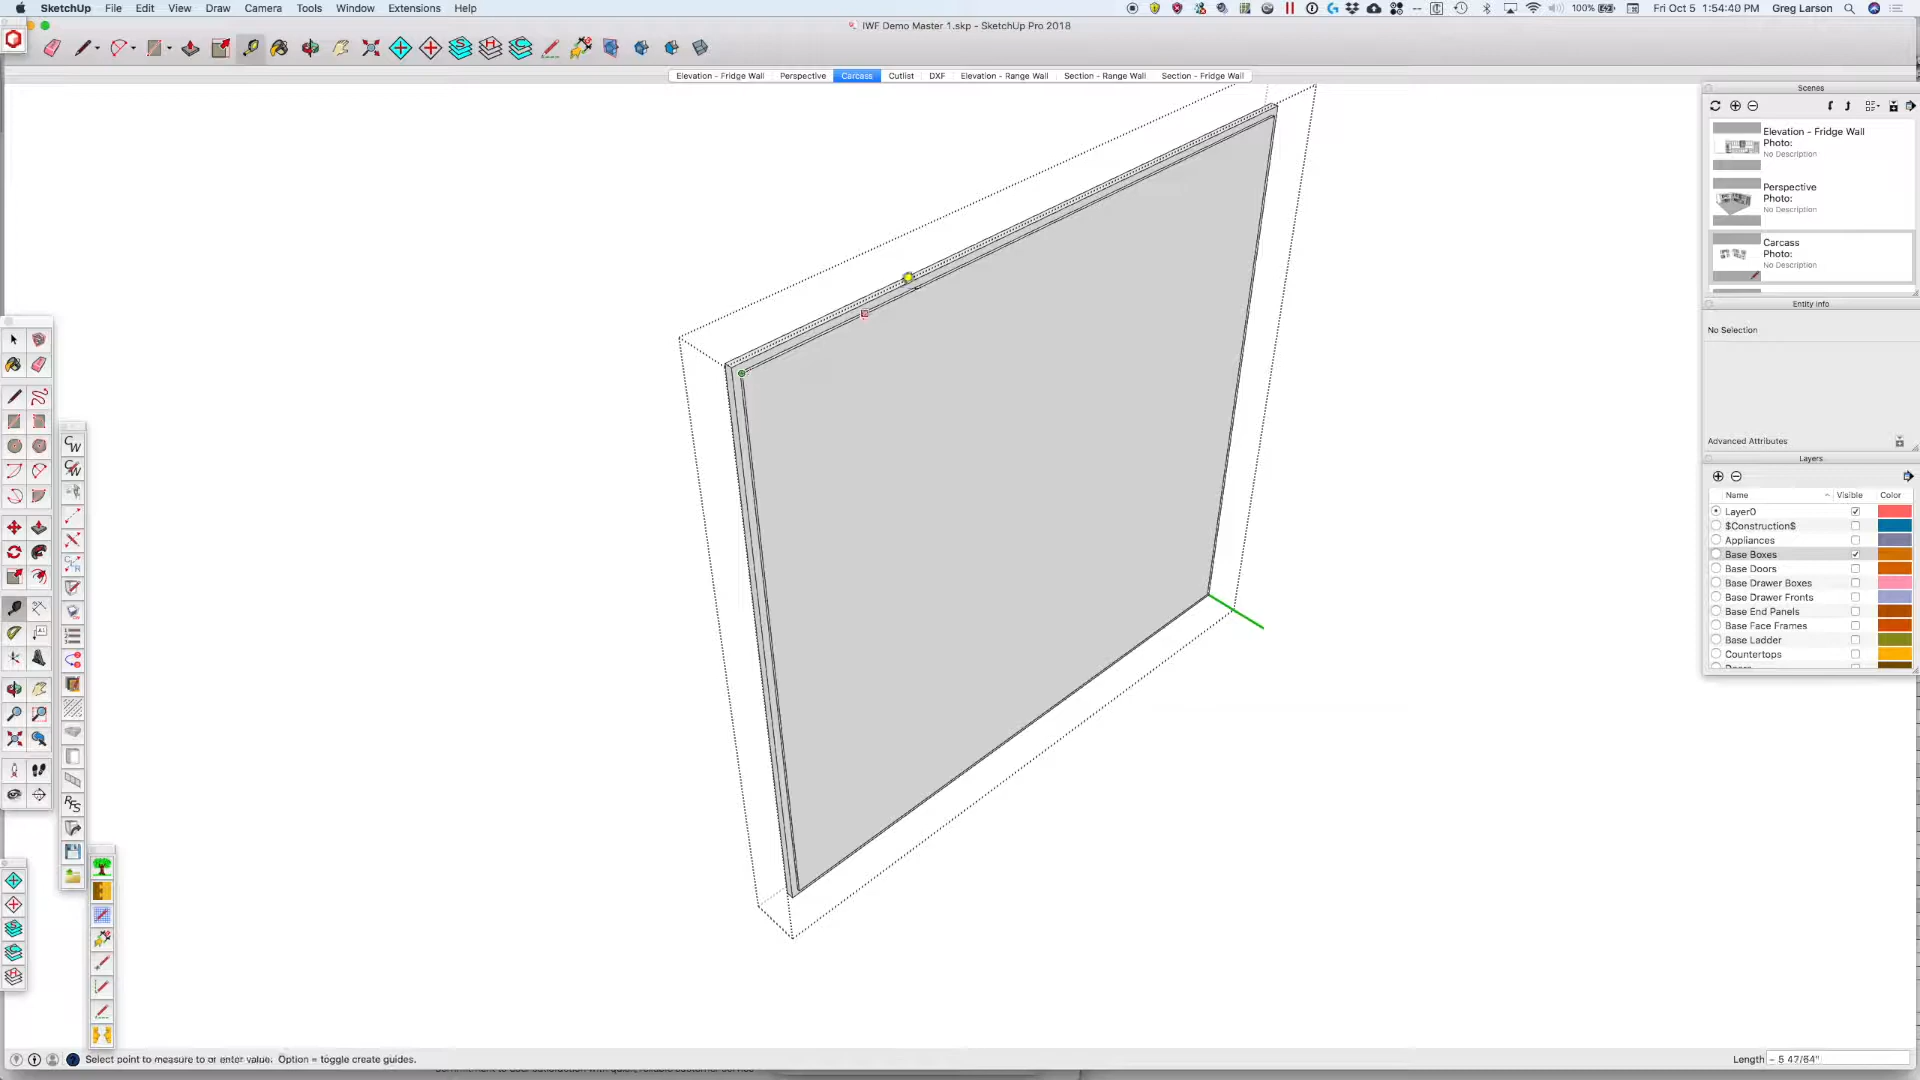 SketchUp File Edit View Draw Camera Tools Window Extensions Help
100% Fri Oct 5 1:54:40 PM Greg Larson
IWF Demo Master 1.skp - SketchUp Pro 2018
Elevation - Fridge Wall Perspective Carcass Cutlist DXF Elevation - Range Wall Section - Range Wall Section - Fridge Wall
Scenes
Elevation - Fridge Wall
Photo:
No Description
Perspective
Photo:
No Description
Carcass
Photo:
No Description
Entity Info
No Selection
Advanced Attributes
Layers
Name Visible Color
Layer0
$Construction$
Appliances
Base Boxes
Base Doors
Base Drawer Boxes
Base Drawer Fronts
Base End Panels
Base Face Frames
Base Ladder
Countertops
CW
CW
CLR
RFS
Select point to measure to or enter value. Option = toggle create guides.
Length ~ 5 47/64"